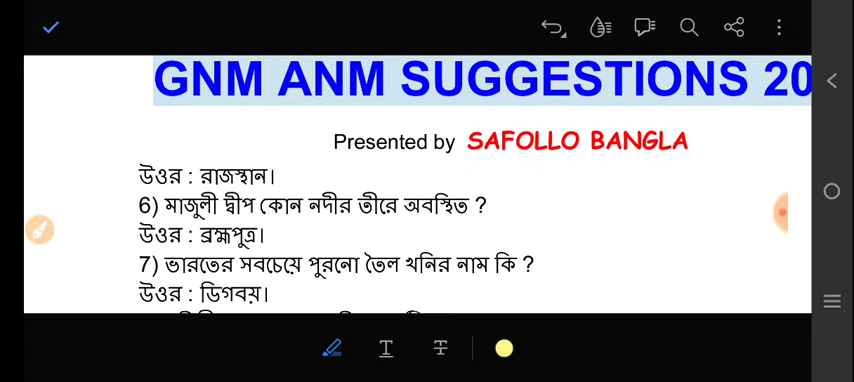 GNM ANM SUGGESTIONS 20
Presented by SAFOLLO BANGLA
উওর : রাজস্থান।
6) মাজুলী দ্বীপ কোন নদীর তীরে অবস্থিত ?
উওর : ব্রহ্মপুত্র।
7) ভারতের সবচেয়ে পুরনো তৈল খনির নাম কি ?
উওর : ডিগবয়।